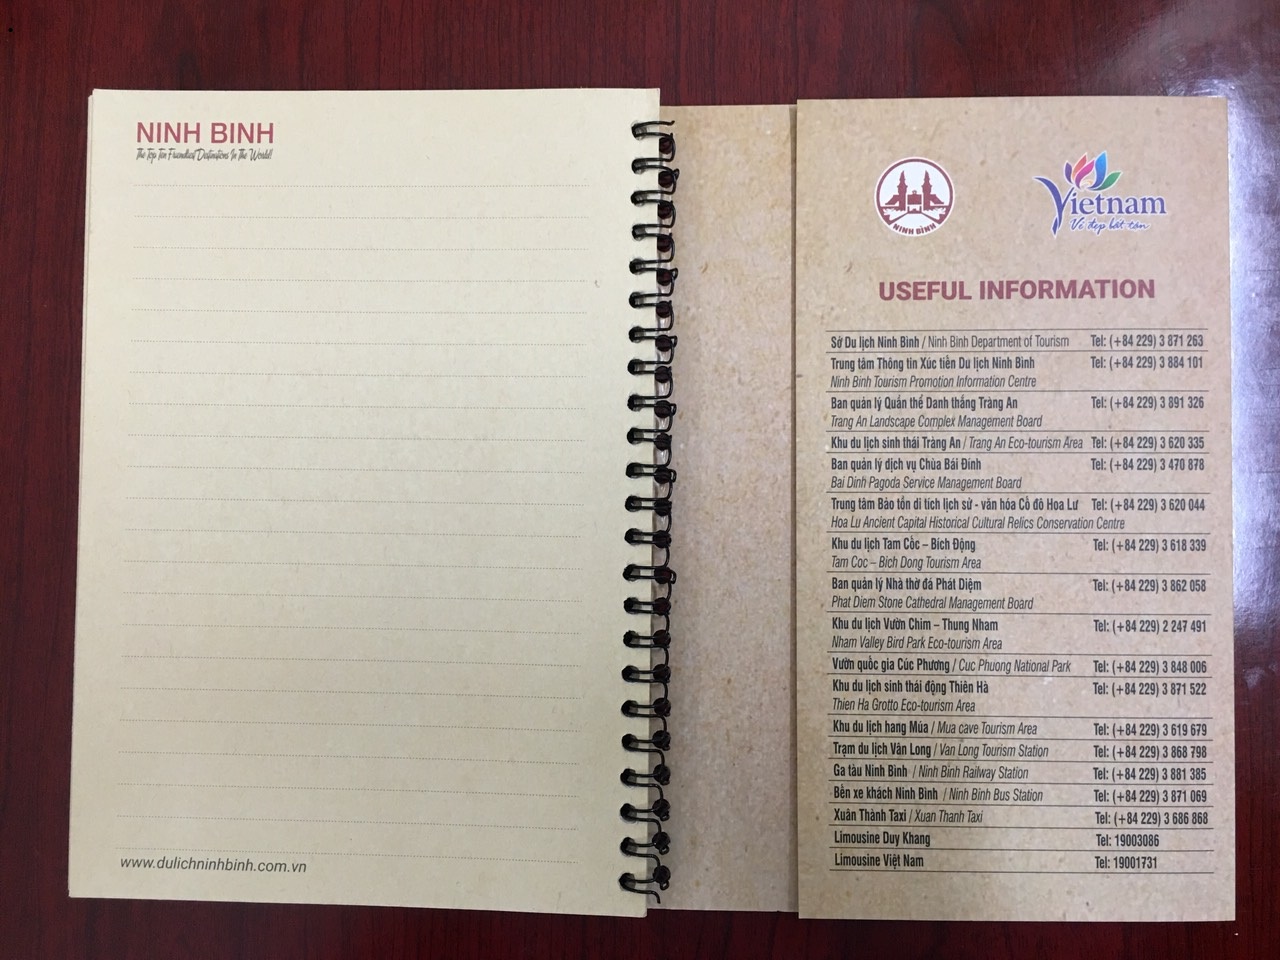 NINH BINH
The Top Ten Friendliest Destinations In The World!
www.dulichninhbinh.com.vn
NINH BÌNH
Vietnam
Vẻ đẹp bất tận
USEFUL INFORMATION
Sở Du lịch Ninh Bình / Ninh Binh Department of Tourism Tel: (+84 229) 3 871 263
Trung tâm Thông tin Xúc tiến Du lịch Ninh Bình Tel: (+84 229) 3 884 101
Ninh Binh Tourism Promotion Information Centre
Ban quản lý Quần thể Danh thắng Tràng An Tel: (+84 229) 3 891 326
Trang An Landscape Complex Management Board
Khu du lịch sinh thái Tràng An / Trang An Eco-tourism Area Tel: (+84 229) 3 620 335
Ban quản lý dịch vụ Chùa Bái Đính Tel: (+84 229) 3 470 878
Bai Dinh Pagoda Service Management Board
Trung tâm Bảo tồn di tích lịch sử - văn hóa Cố đô Hoa Lư Tel: (+84 229) 3 620 044
Hoa Lu Ancient Capital Historical Cultural Relics Conservation Centre
Khu du lịch Tam Cốc – Bích Động Tel: (+84 229) 3 618 339
Tam Coc – Bich Dong Tourism Area
Ban quản lý Nhà thờ đá Phát Diệm Tel: (+84 229) 3 862 058
Phat Diem Stone Cathedral Management Board
Khu du lịch Vườn Chim – Thung Nham Tel: (+84 229) 2 247 491
Nham Valley Bird Park Eco-tourism Area
Vườn quốc gia Cúc Phương / Cuc Phuong National Park Tel: (+84 229) 3 848 006
Khu du lịch sinh thái động Thiên Hà Tel: (+84 229) 3 871 522
Thien Ha Grotto Eco-tourism Area
Khu du lịch hang Múa / Mua cave Tourism Area Tel: (+84 229) 3 619 679
Trạm du lịch Vân Long / Van Long Tourism Station Tel: (+84 229) 3 868 798
Ga tàu Ninh Bình / Ninh Binh Railway Station Tel: (+84 229) 3 881 385
Bến xe khách Ninh Bình / Ninh Binh Bus Station Tel: (+84 229) 3 871 069
Xuân Thành Taxi / Xuan Thanh Taxi Tel: (+84 229) 3 686 868
Limousine Duy Khang Tel: 19003086
Limousine Việt Nam Tel: 19001731